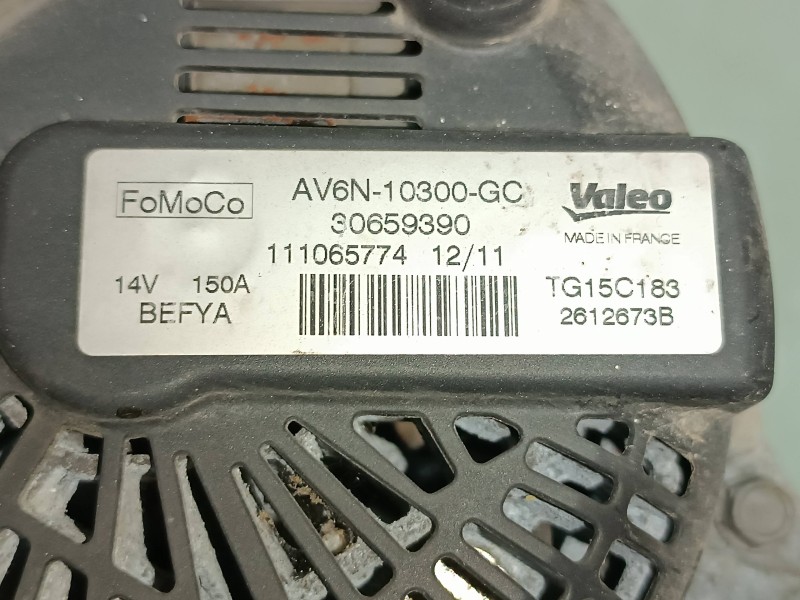 FoMoCo AV6N-10300-GC Valeo
30659390
MADE IN FRANCE
111065774 12/11
14V 150A TG15C183
BEFYA 2612673B